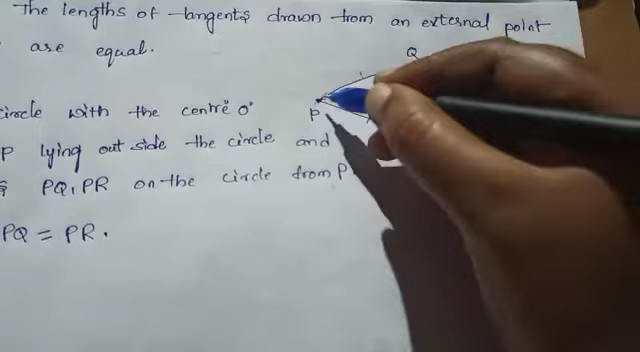 The lengths of tangents drawn from an external point
are equal.
Q
circle with the centre 'O'
P
P lying out side the circle and
PQ, PR on the circle from P
PQ = PR.